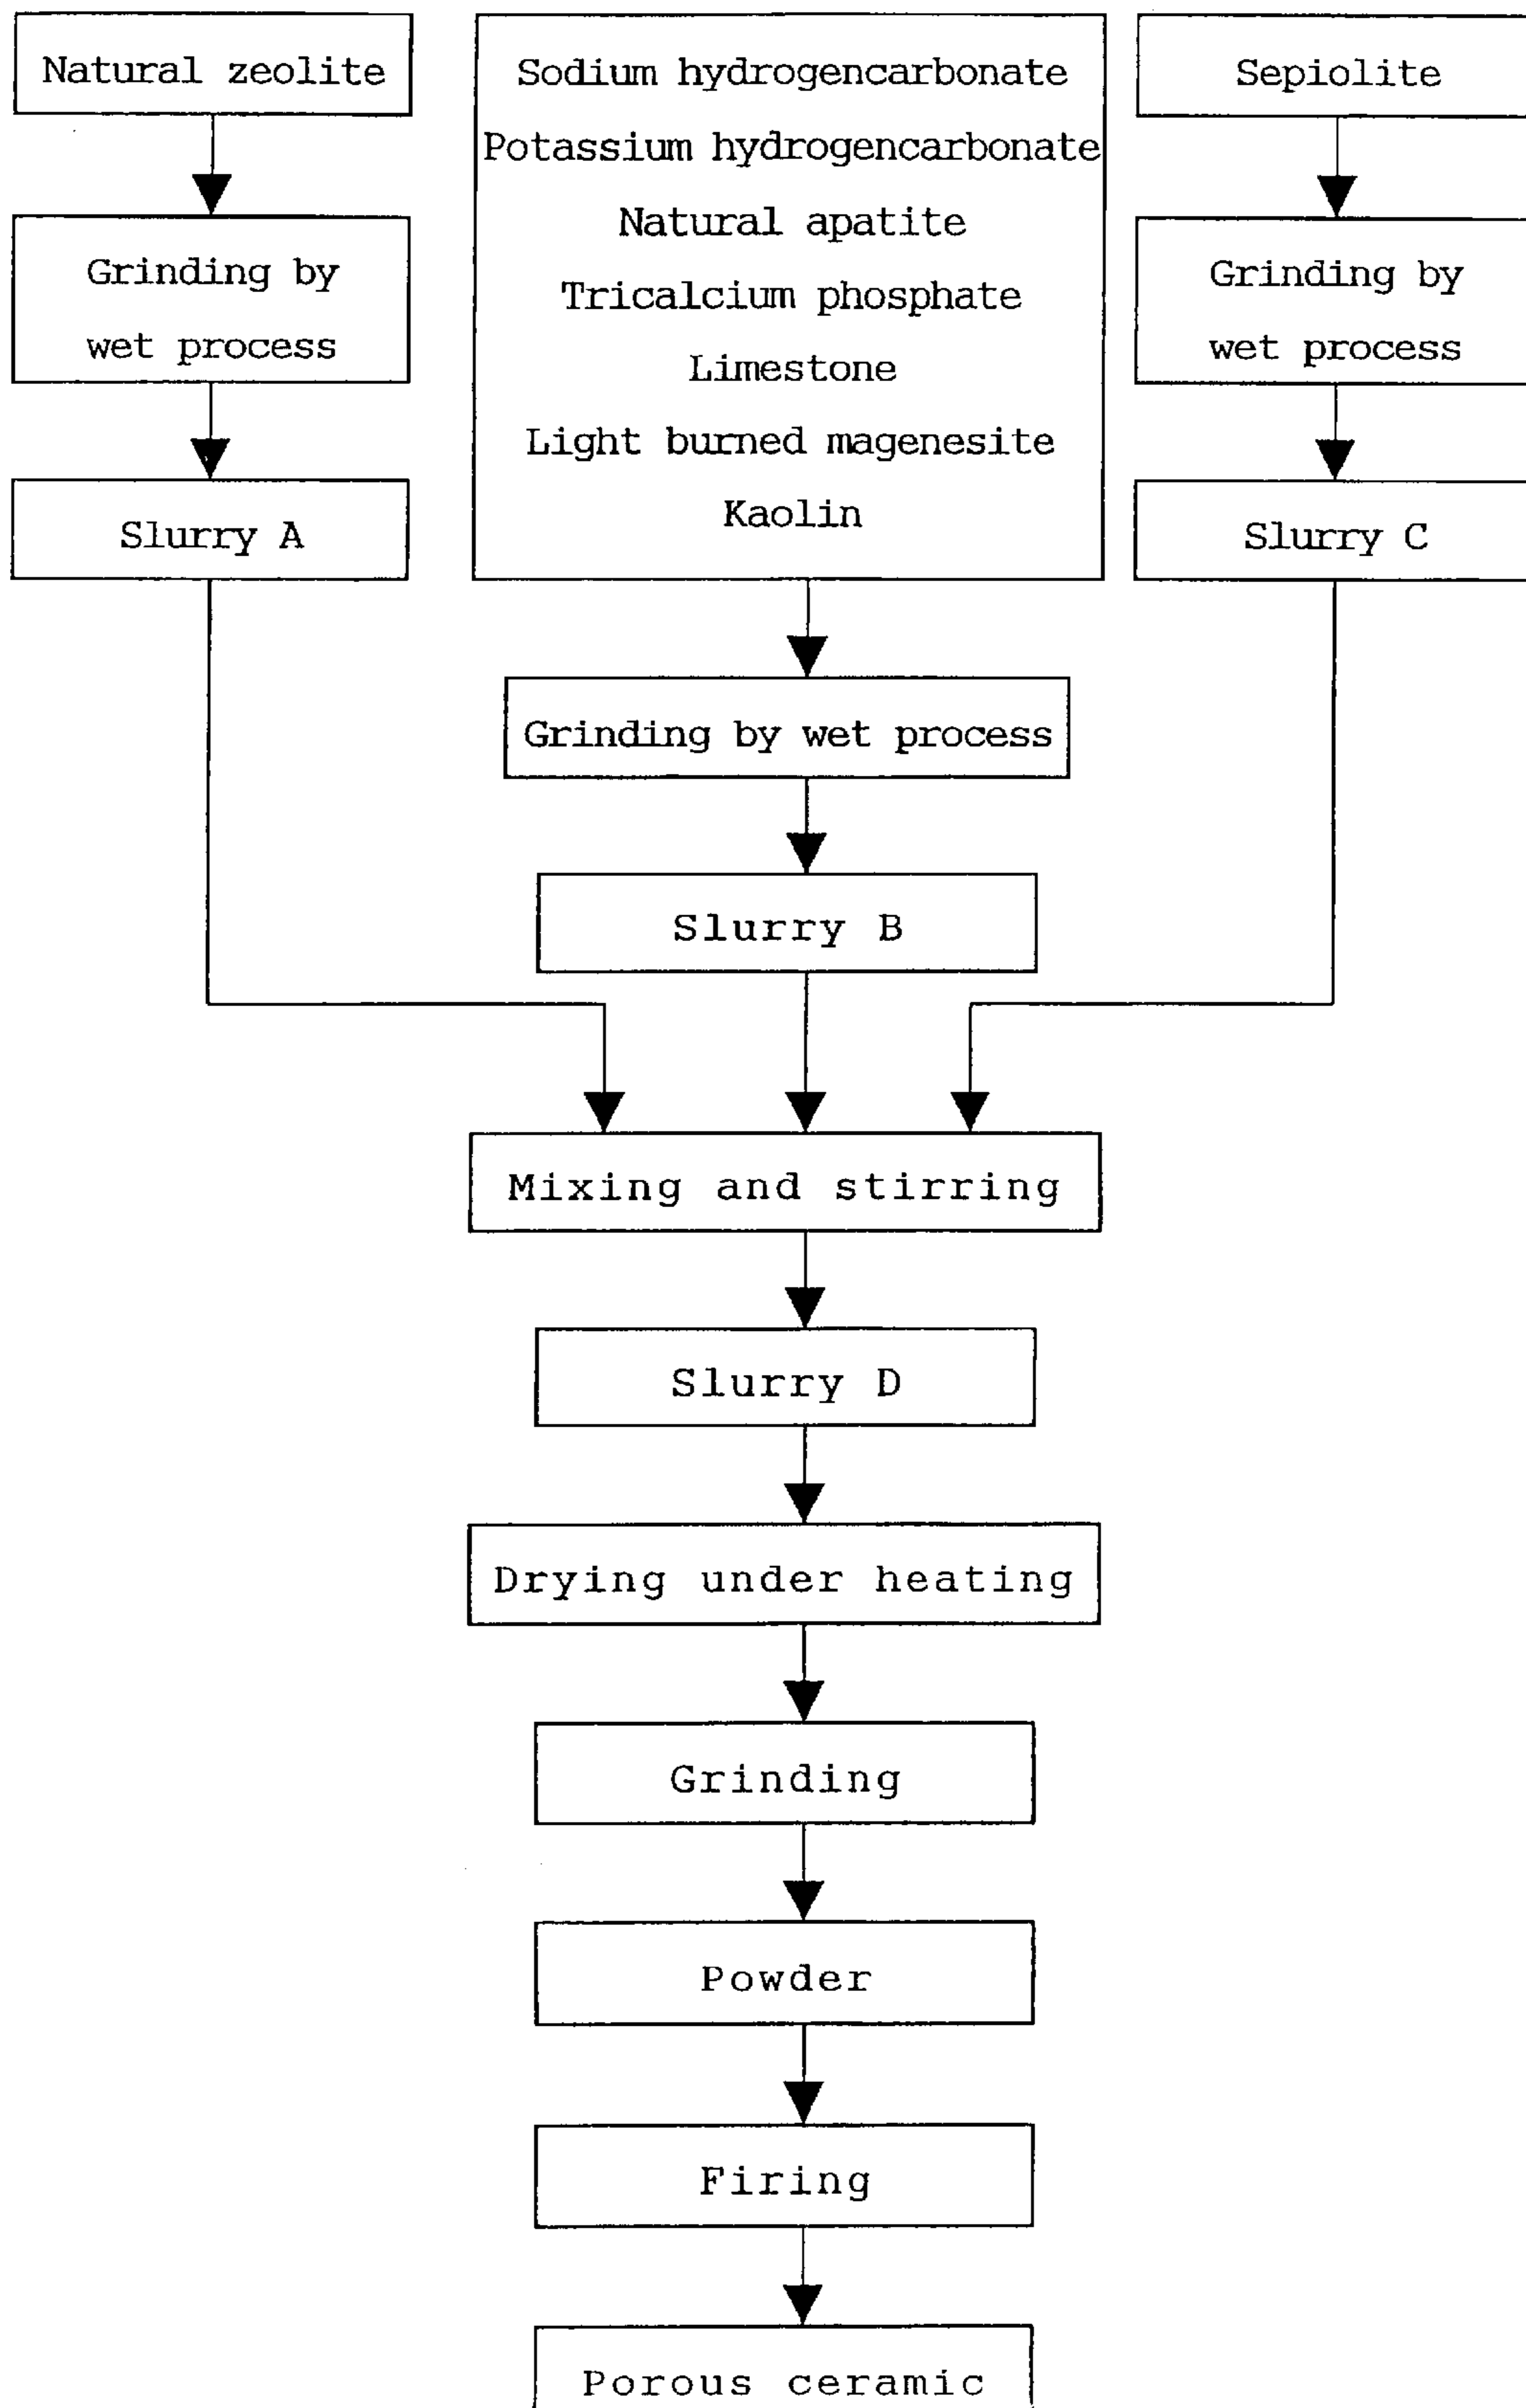 Natural zeolite
Grinding by
wet process
Slurry A
Sodium hydrogencarbonate
Potassium hydrogencarbonate
Natural apatite
Tricalcium phosphate
Limestone
Light burned magenesite
Kaolin
Sepiolite
Grinding by
wet process
Slurry C
Grinding by wet process
Slurry B
Mixing and stirring
Slurry D
Drying under heating
Grinding
Powder
Firing
Porous ceramic